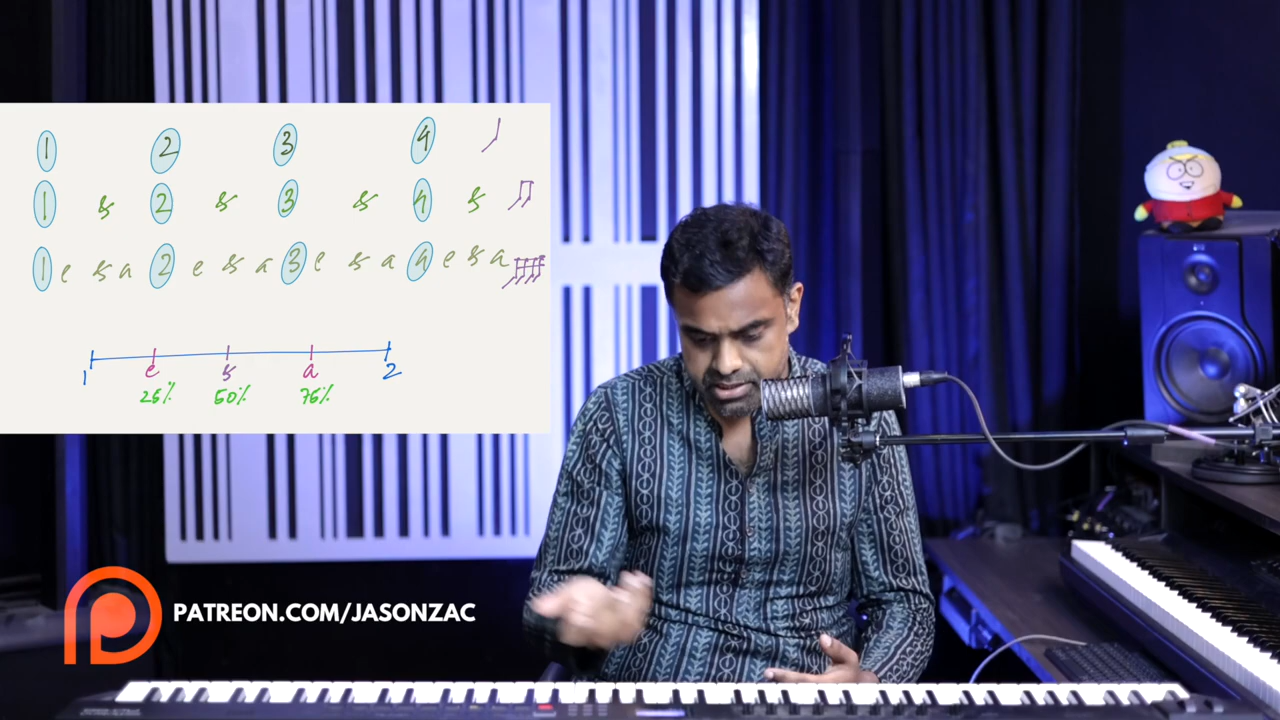 1 2 3 4
1 & 2 & 3 & 4 &
1 e & a 2 e & a 3 e & a 4 e & a
1 e & a 2
25% 50% 75%
PATREON.COM/JASONZAC